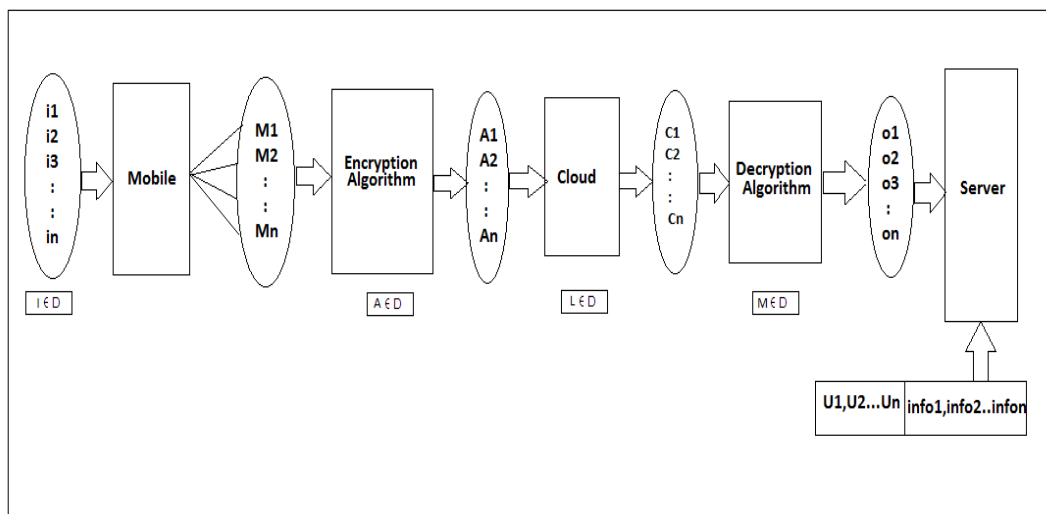 i1
i2
i3
:
:
in
Mobile
M1
M2
:
:
Mn
Encryption
Algorithm
A1
A2
:
:
An
Cloud
C1
C2
:
:
Cn
Decryption
Algorithm
o1
o2
o3
:
on
Server
I ∈ D
A ∈ D
L ∈ D
M ∈ D
U1,U2...Un
info1,info2..infon